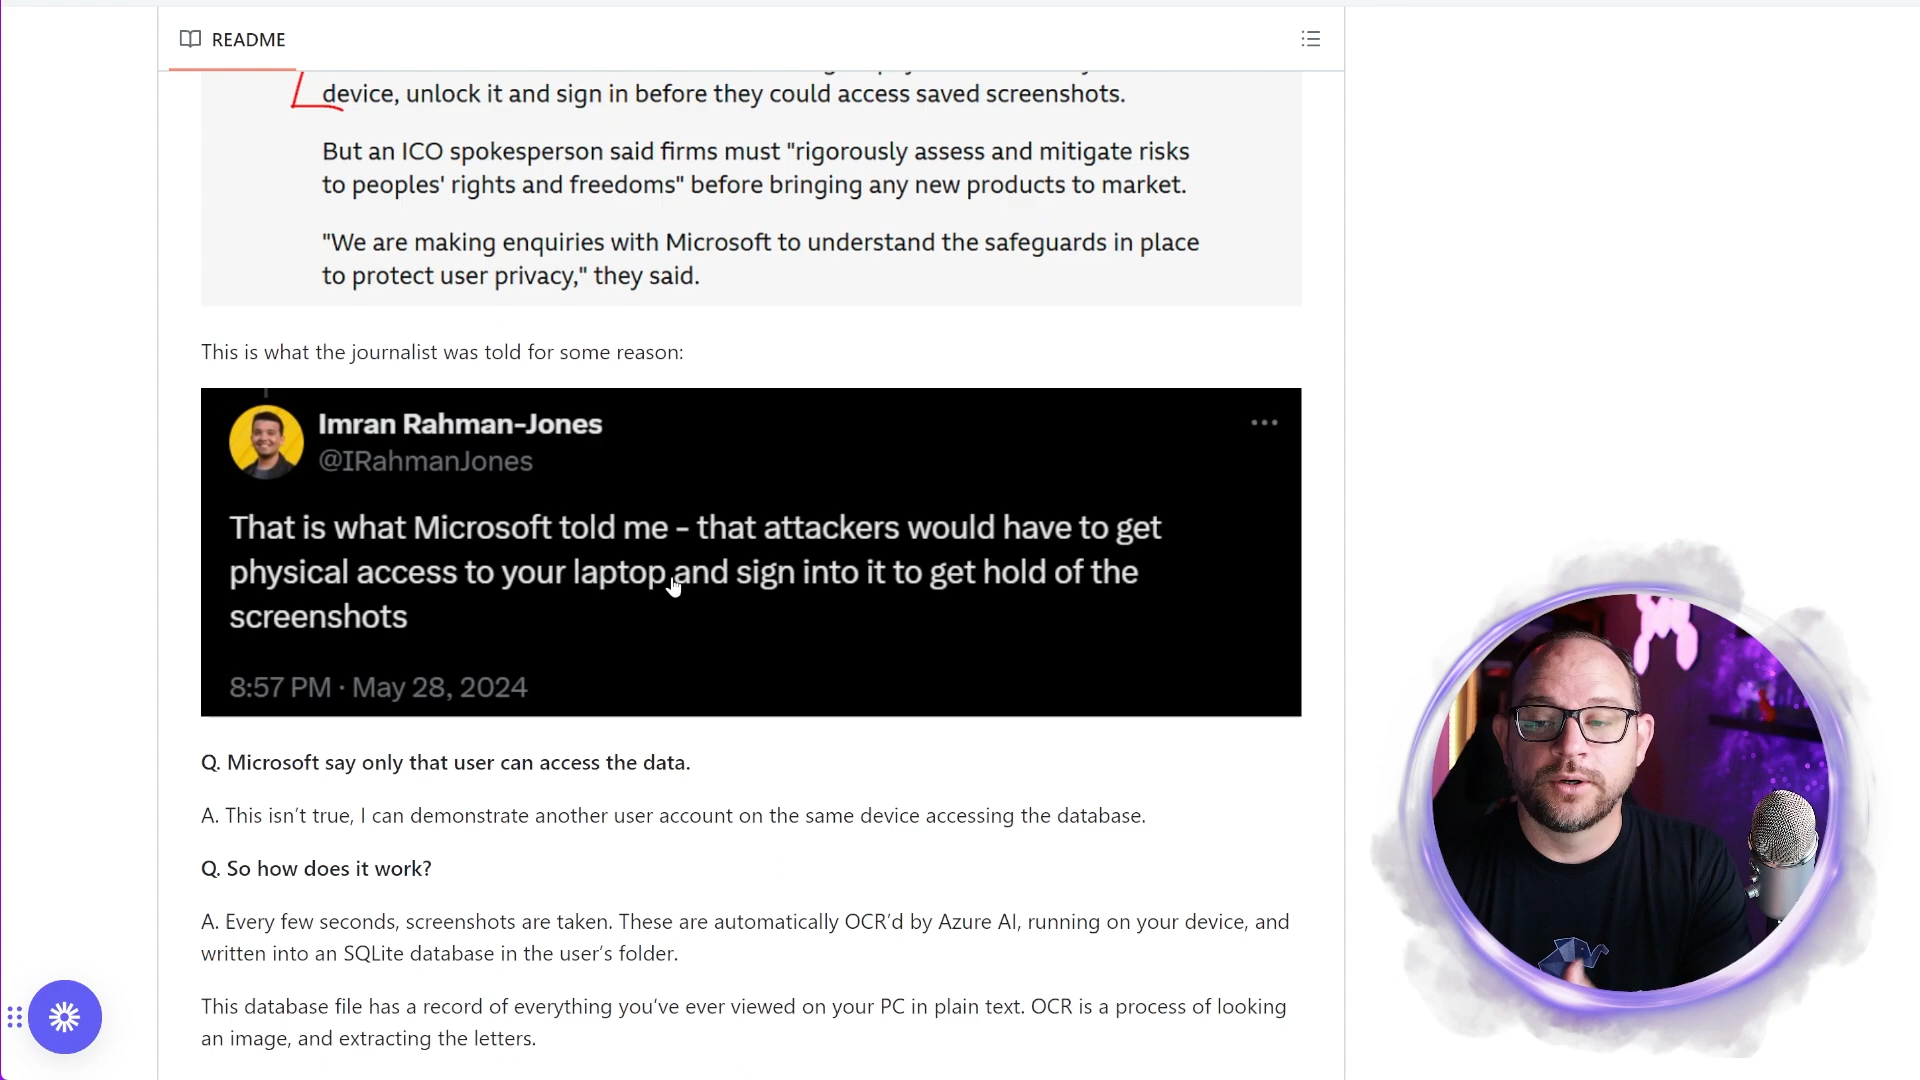 README
device, unlock it and sign in before they could access saved screenshots.
But an ICO spokesperson said firms must "rigorously assess and mitigate risks
to peoples' rights and freedoms" before bringing any new products to market.
"We are making enquiries with Microsoft to understand the safeguards in place
to protect user privacy," they said.
This is what the journalist was told for some reason:
Imran Rahman-Jones
@IRahmanJones
That is what Microsoft told me - that attackers would have to get
physical access to your laptop and sign into it to get hold of the
screenshots
8:57 PM · May 28, 2024
Q. Microsoft say only that user can access the data.
A. This isn’t true, I can demonstrate another user account on the same device accessing the database.
Q. So how does it work?
A. Every few seconds, screenshots are taken. These are automatically OCR’d by Azure AI, running on your device, and
written into an SQLite database in the user’s folder.
This database file has a record of everything you’ve ever viewed on your PC in plain text. OCR is a process of looking
an image, and extracting the letters.